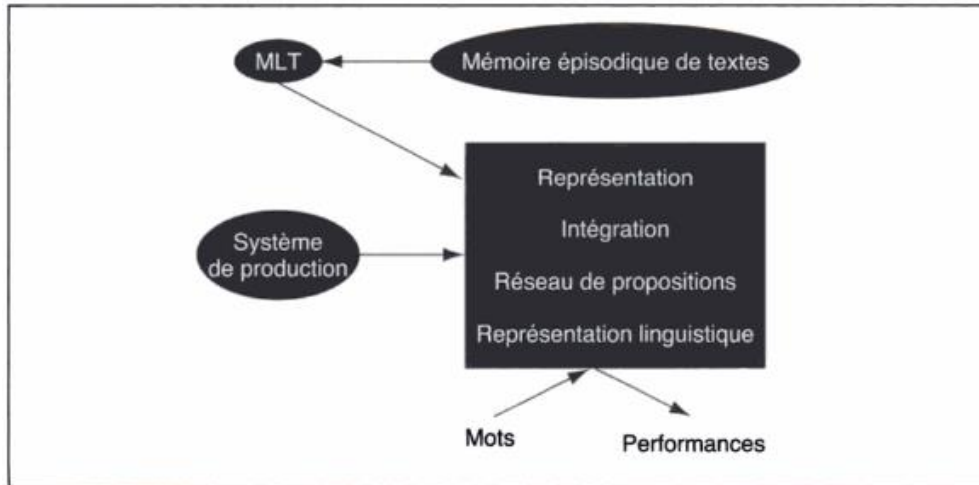 MLT
Mémoire épisodique de textes
Représentation
Intégration
Système
de production
Réseau de propositions
Représentation linguistique
Mots
Performances